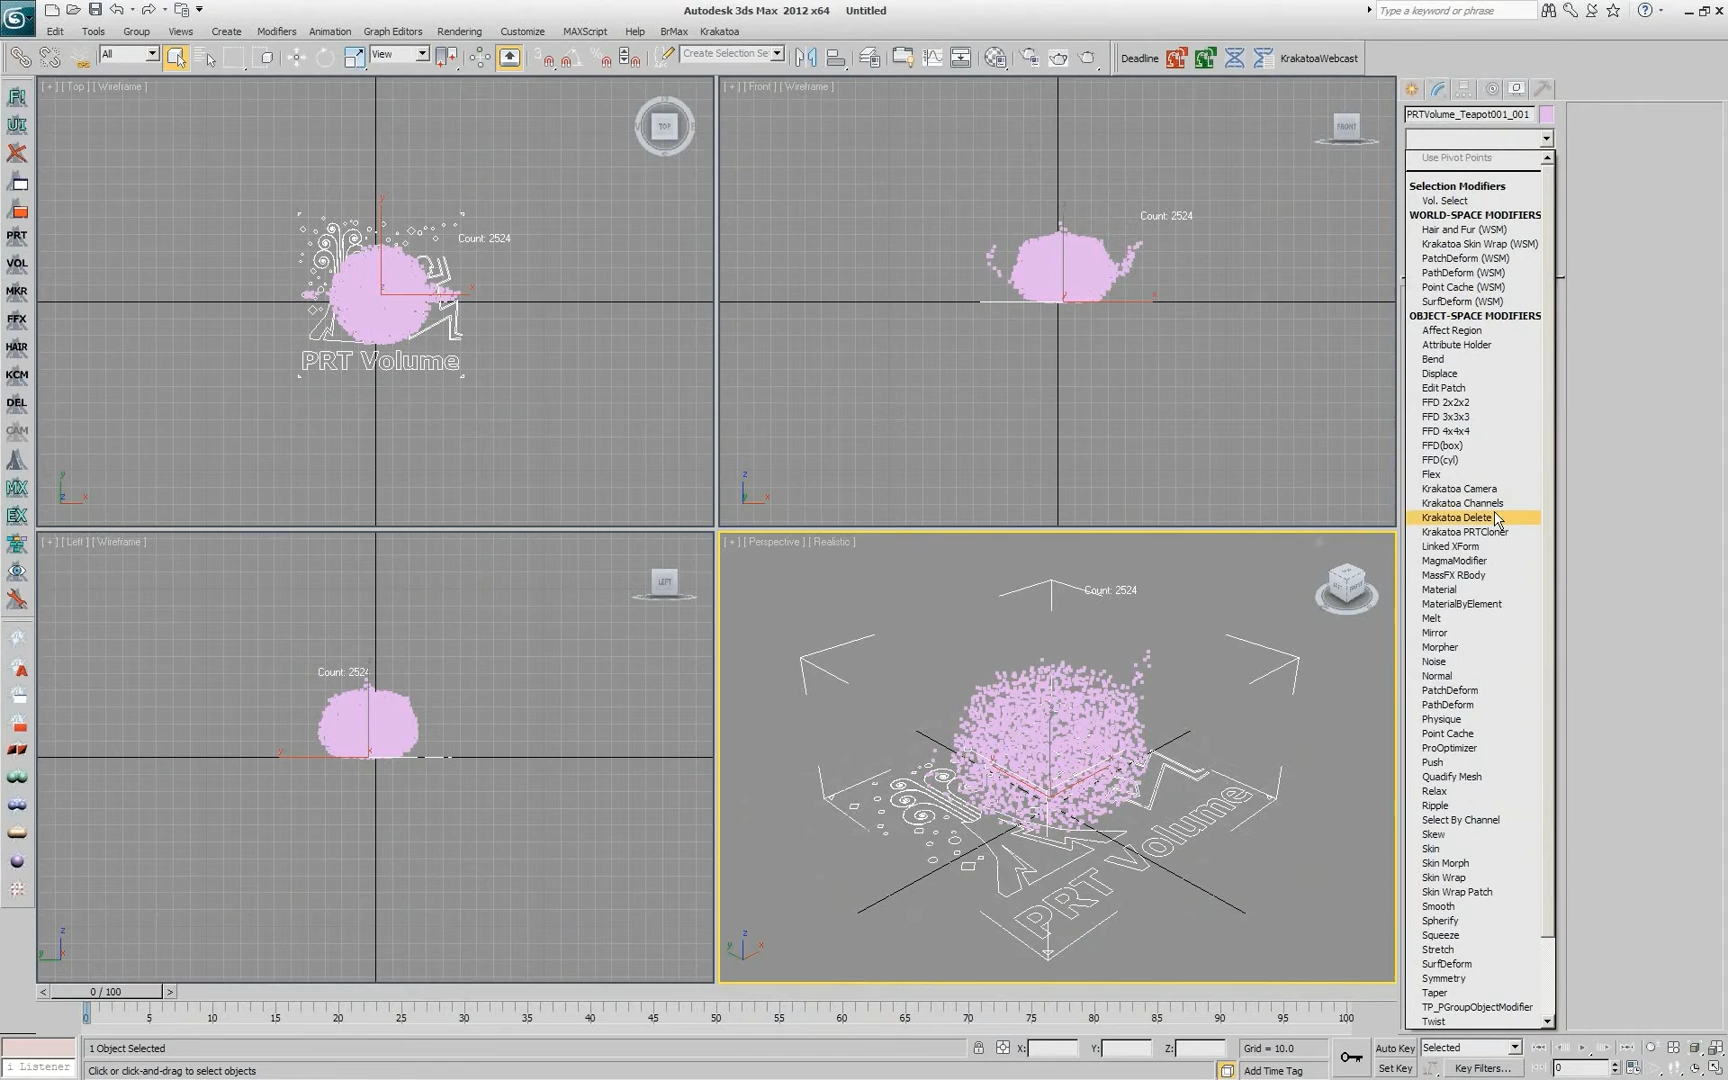 Autodesk 3ds Max 2012 x64 Untitled
Type a keyword or phrase
Edit Tools Group Views Create Modifiers Animation Graph Editors Rendering Customize MAXScript Help BrMax Krakatoa
All View Create Selection Se Deadline KrakatoaWebcast
[ + ] [ Top ] [ Wireframe ]
[ + ] [ Front ] [ Wireframe ]
TOP
FRONT
Count: 2524
Count: 2524
PRT Volume
[ + ] [ Left ] [ Wireframe ]
[ + ] [ Perspective ] [ Realistic ]
LEFT
Count: 2524
Count: 2524
PRT Volume
F!
UI
PRT
VOL
MKR
FFX
HAIR
KCM
DEL
CAM
MX
EX
PRTVolume_Teapot001_001
Use Pivot Points
Selection Modifiers
Vol. Select
WORLD-SPACE MODIFIERS
Hair and Fur (WSM)
Krakatoa Skin Wrap (WSM)
PatchDeform (WSM)
PathDeform (WSM)
Point Cache (WSM)
SurfDeform (WSM)
OBJECT-SPACE MODIFIERS
Affect Region
Attribute Holder
Bend
Displace
Edit Patch
FFD 2x2x2
FFD 3x3x3
FFD 4x4x4
FFD(box)
FFD(cyl)
Flex
Krakatoa Camera
Krakatoa Channels
Krakatoa Delete
Krakatoa PRTCloner
Linked XForm
MagmaModifier
MassFX RBody
Material
MaterialByElement
Melt
Mirror
Morpher
Noise
Normal
PatchDeform
PathDeform
Physique
Point Cache
ProOptimizer
Push
Quadify Mesh
Relax
Ripple
Select By Channel
Skew
Skin
Skin Morph
Skin Wrap
Skin Wrap Patch
Smooth
Spherify
Squeeze
Stretch
SurfDeform
Symmetry
Taper
TP_PGroupObjectModifier
Twist
< 0 / 100 >
0 5 10 15 20 25 30 35 40 45 50 55 60 65 70 75 80 85 90 95 100
1 Object Selected X: Y: Z: Grid = 10.0 Auto Key Selected
i Listener Click or click-and-drag to select objects Add Time Tag Set Key Key Filters... 0